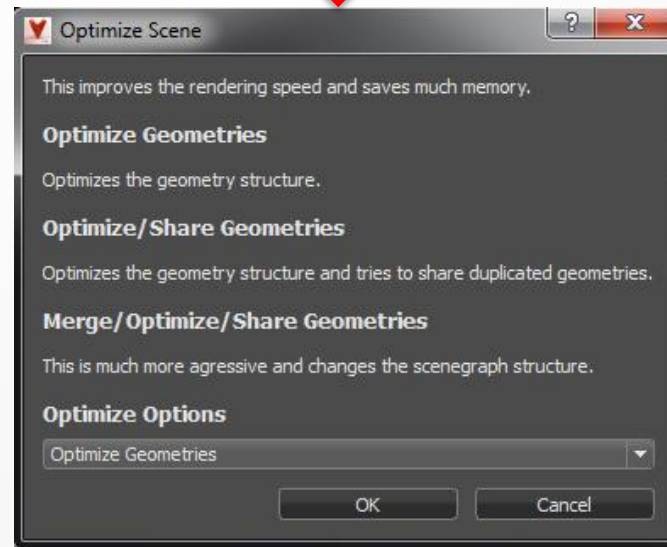 Optimize Scene
This improves the rendering speed and saves much memory.
Optimize Geometries
Optimizes the geometry structure.
Optimize/Share Geometries
Optimizes the geometry structure and tries to share duplicated geometries.
Merge/Optimize/Share Geometries
This is much more agressive and changes the scenegraph structure.
Optimize Options
Optimize Geometries
OK Cancel